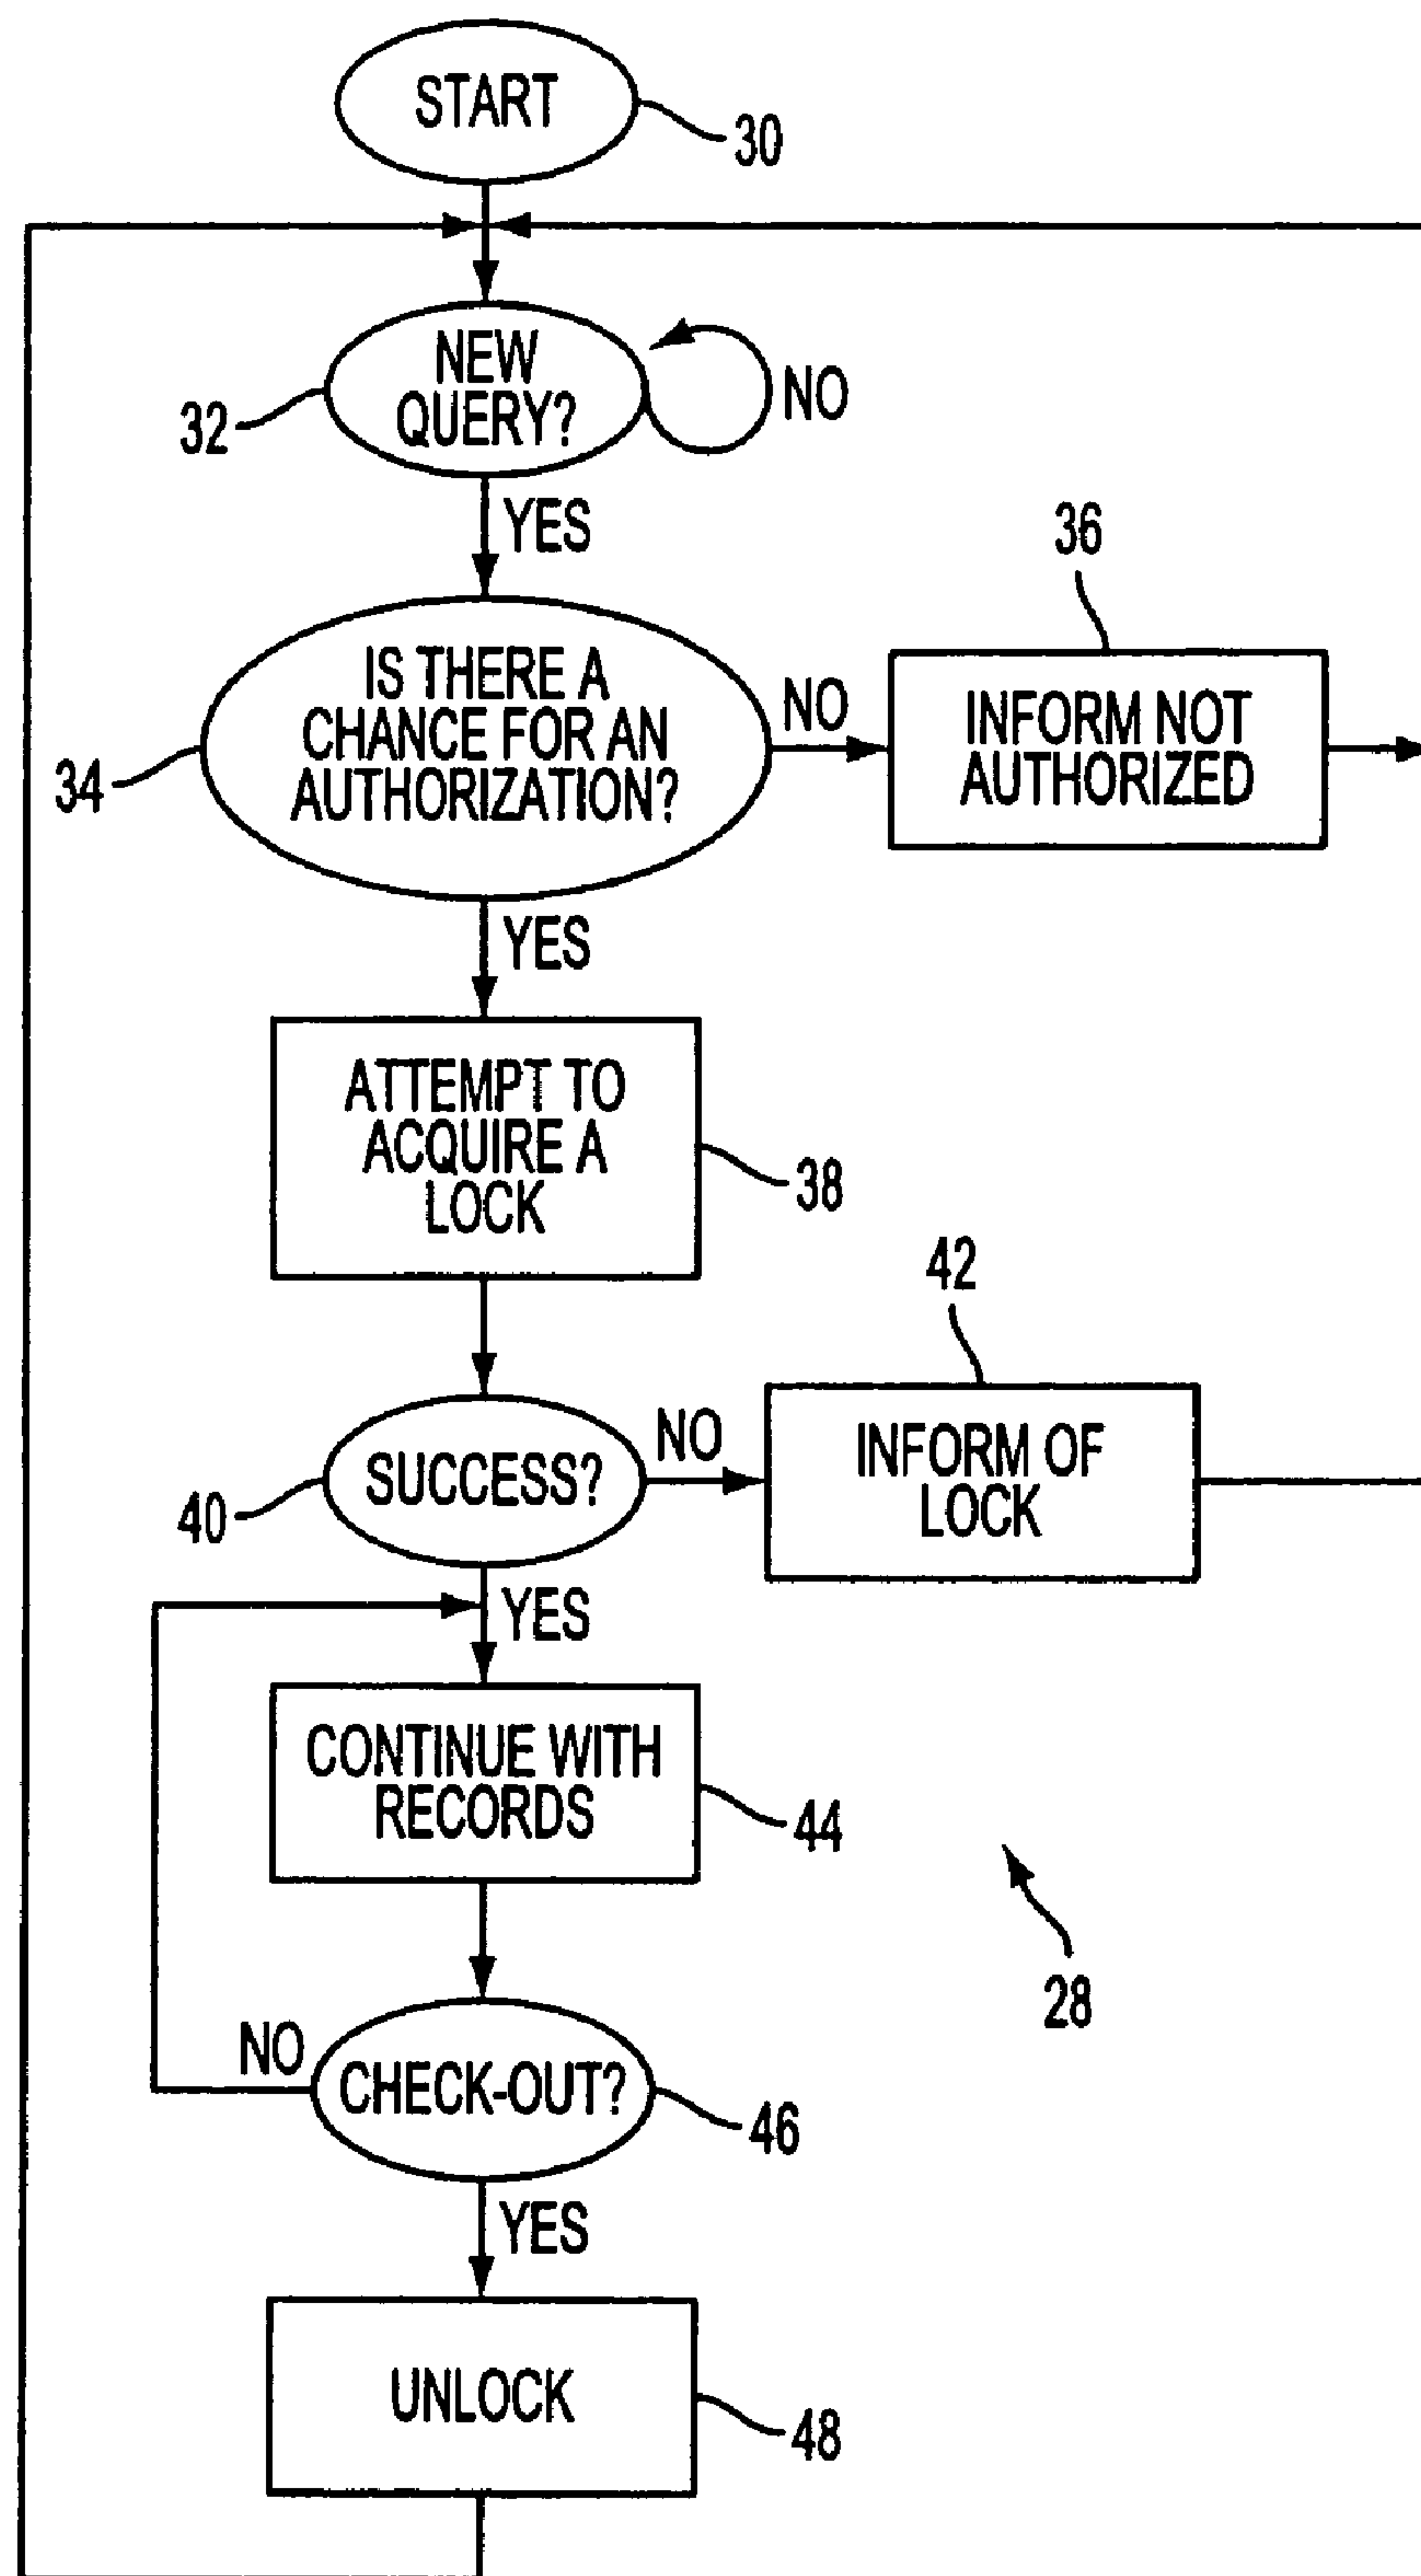 START
30
NEW
QUERY?
32
NO
YES
36
IS THERE A
CHANCE FOR AN
AUTHORIZATION?
34
NO
INFORM NOT
AUTHORIZED
YES
ATTEMPT TO
ACQUIRE A
LOCK
38
42
SUCCESS?
40
NO
INFORM OF
LOCK
YES
CONTINUE WITH
RECORDS
44
28
NO
CHECK-OUT?
46
YES
UNLOCK
48